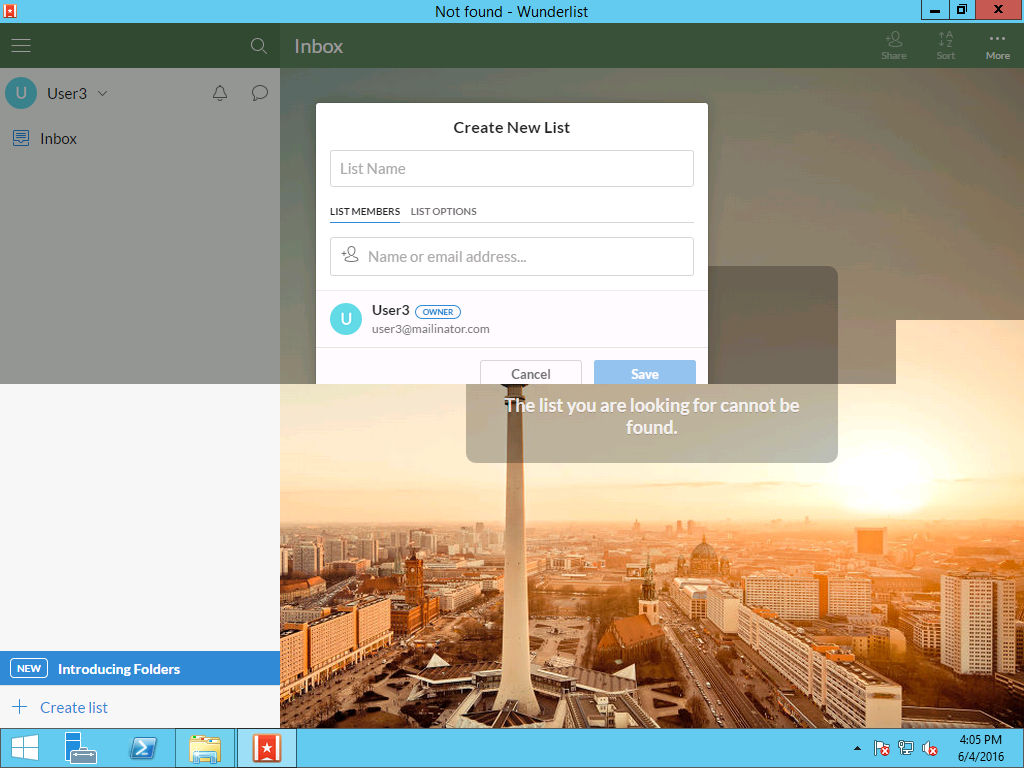 Not found - Wunderlist
Inbox
Share
Sort
More
U
User3
Inbox
Create New List
List Name
LIST MEMBERS
LIST OPTIONS
Name or email address...
U
User3
OWNER
user3@mailinator.com
Cancel
Save
The list you are looking for cannot be
found.
NEW
Introducing Folders
Create list
4:05 PM
6/4/2016